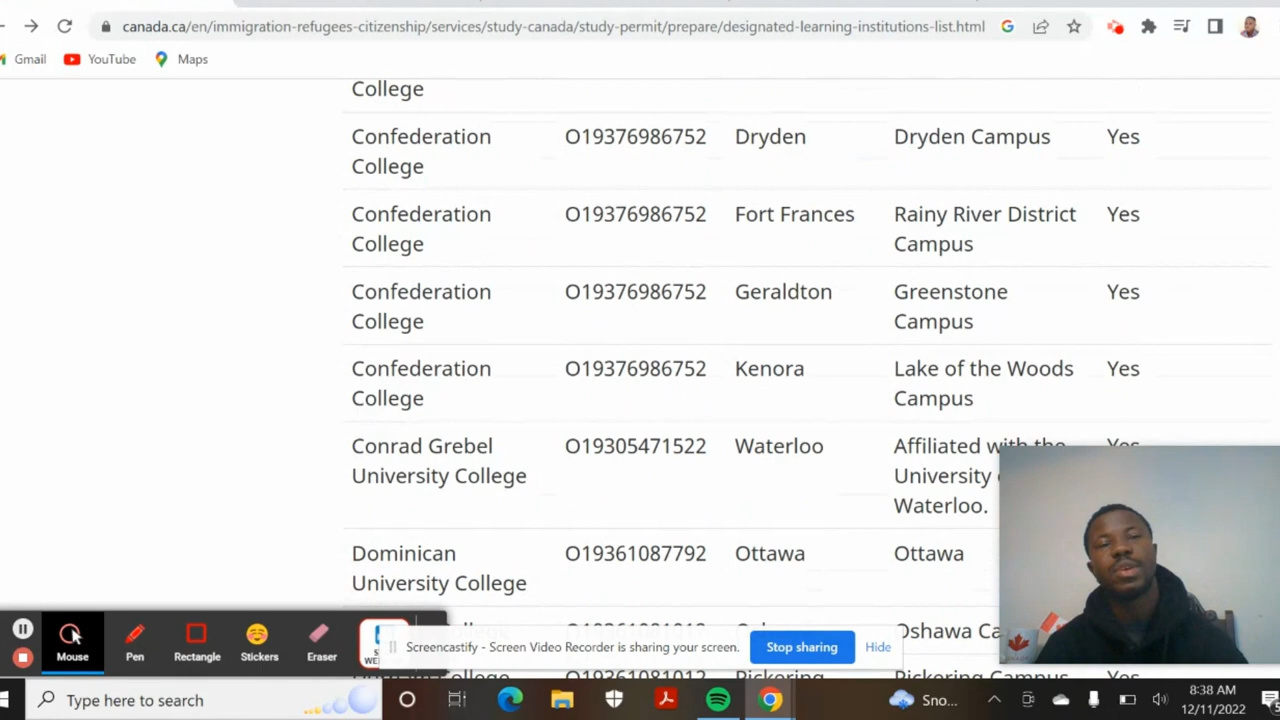 canada.ca/en/immigration-refugees-citizenship/services/study-canada/study-permit/prepare/designated-learning-institutions-list.html
Gmail YouTube Maps
College
Confederation College O19376986752 Dryden Dryden Campus Yes
Confederation College O19376986752 Fort Frances Rainy River District Campus Yes
Confederation College O19376986752 Geraldton Greenstone Campus Yes
Confederation College O19376986752 Kenora Lake of the Woods Campus Yes
Conrad Grebel University College O19305471522 Waterloo Affiliated with the University Waterloo. Yes
Dominican University College O19361087792 Ottawa Ottawa
Oshawa
Pickering Pickering Campus
Mouse Pen Rectangle Stickers Eraser
Screencastify - Screen Video Recorder is sharing your screen. Stop sharing Hide
Type here to search
Sno...
8:38 AM
12/11/2022